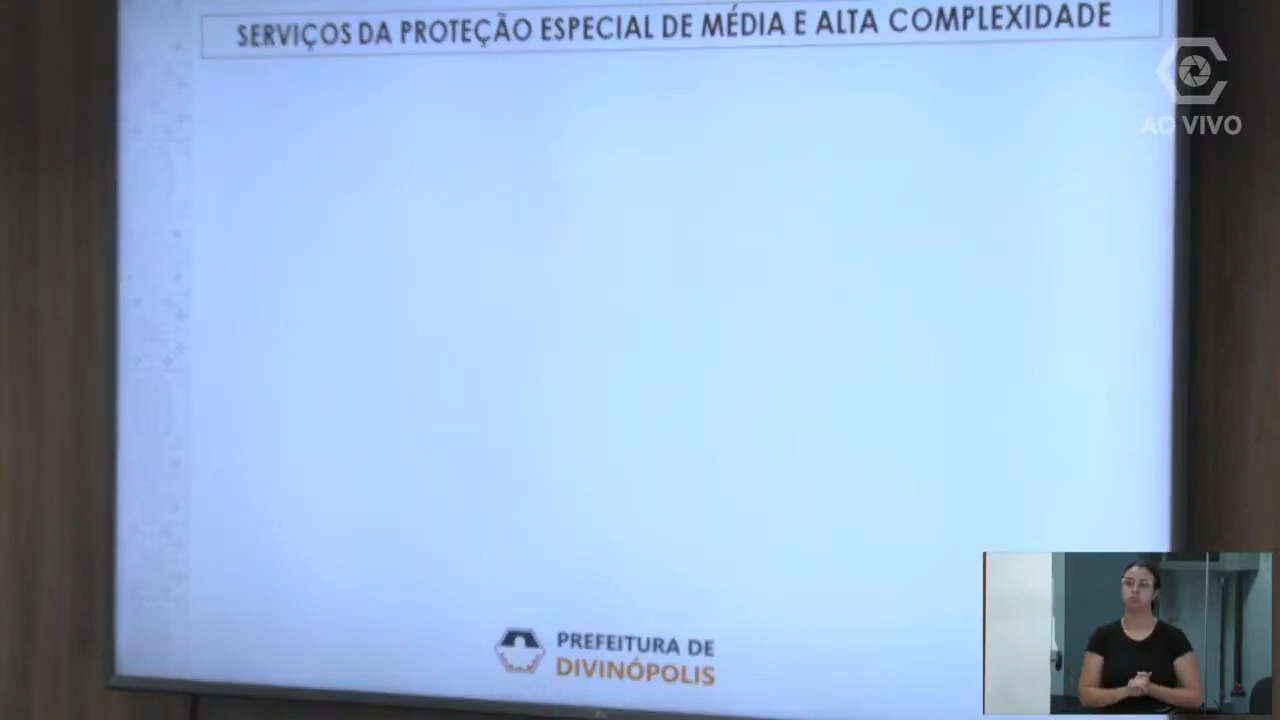 SERVIÇOS DA PROTEÇÃO ESPECIAL DE MÉDIA E ALTA COMPLEXIDADE
AO VIVO
PREFEITURA DE
DIVINÓPOLIS